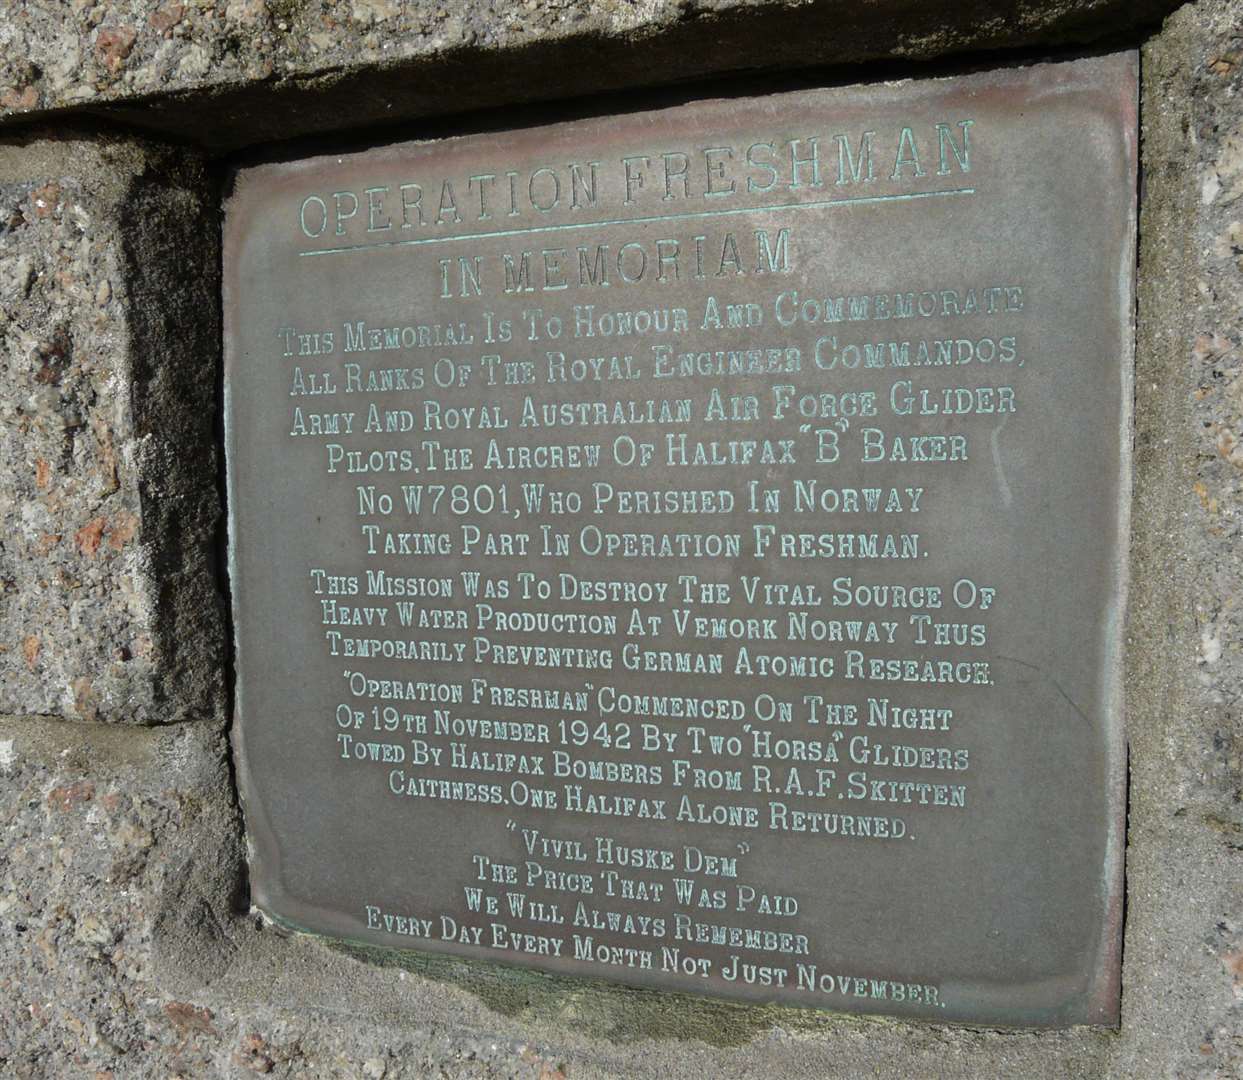 OPERATION FRESHMAN
IN MEMORIAM
THIS MEMORIAL IS TO HONOUR AND COMMEMORATE
ALL RANKS OF THE ROYAL ENGINEER COMMANDOS,
ARMY AND ROYAL AUSTRALIAN AIR FORCE GLIDER
PILOTS. THE AIRCREW OF HALIFAX "B" BAKER
NO W7801, WHO PERISHED IN NORWAY
TAKING PART IN OPERATION FRESHMAN.
THIS MISSION WAS TO DESTROY THE VITAL SOURCE OF
HEAVY WATER PRODUCTION AT VEMORK NORWAY THUS
TEMPORARILY PREVENTING GERMAN ATOMIC RESEARCH.
"OPERATION FRESHMAN" COMMENCED ON THE NIGHT
OF 19TH NOVEMBER 1942 BY TWO "HORSA" GLIDERS
TOWED BY HALIFAX BOMBERS FROM R.A.F. SKITTEN
CAITHNESS. ONE HALIFAX ALONE RETURNED.
"VIVIL HUSKE DEM"
THE PRICE THAT WAS PAID
WE WILL ALWAYS REMEMBER
EVERY DAY EVERY MONTH NOT JUST NOVEMBER.